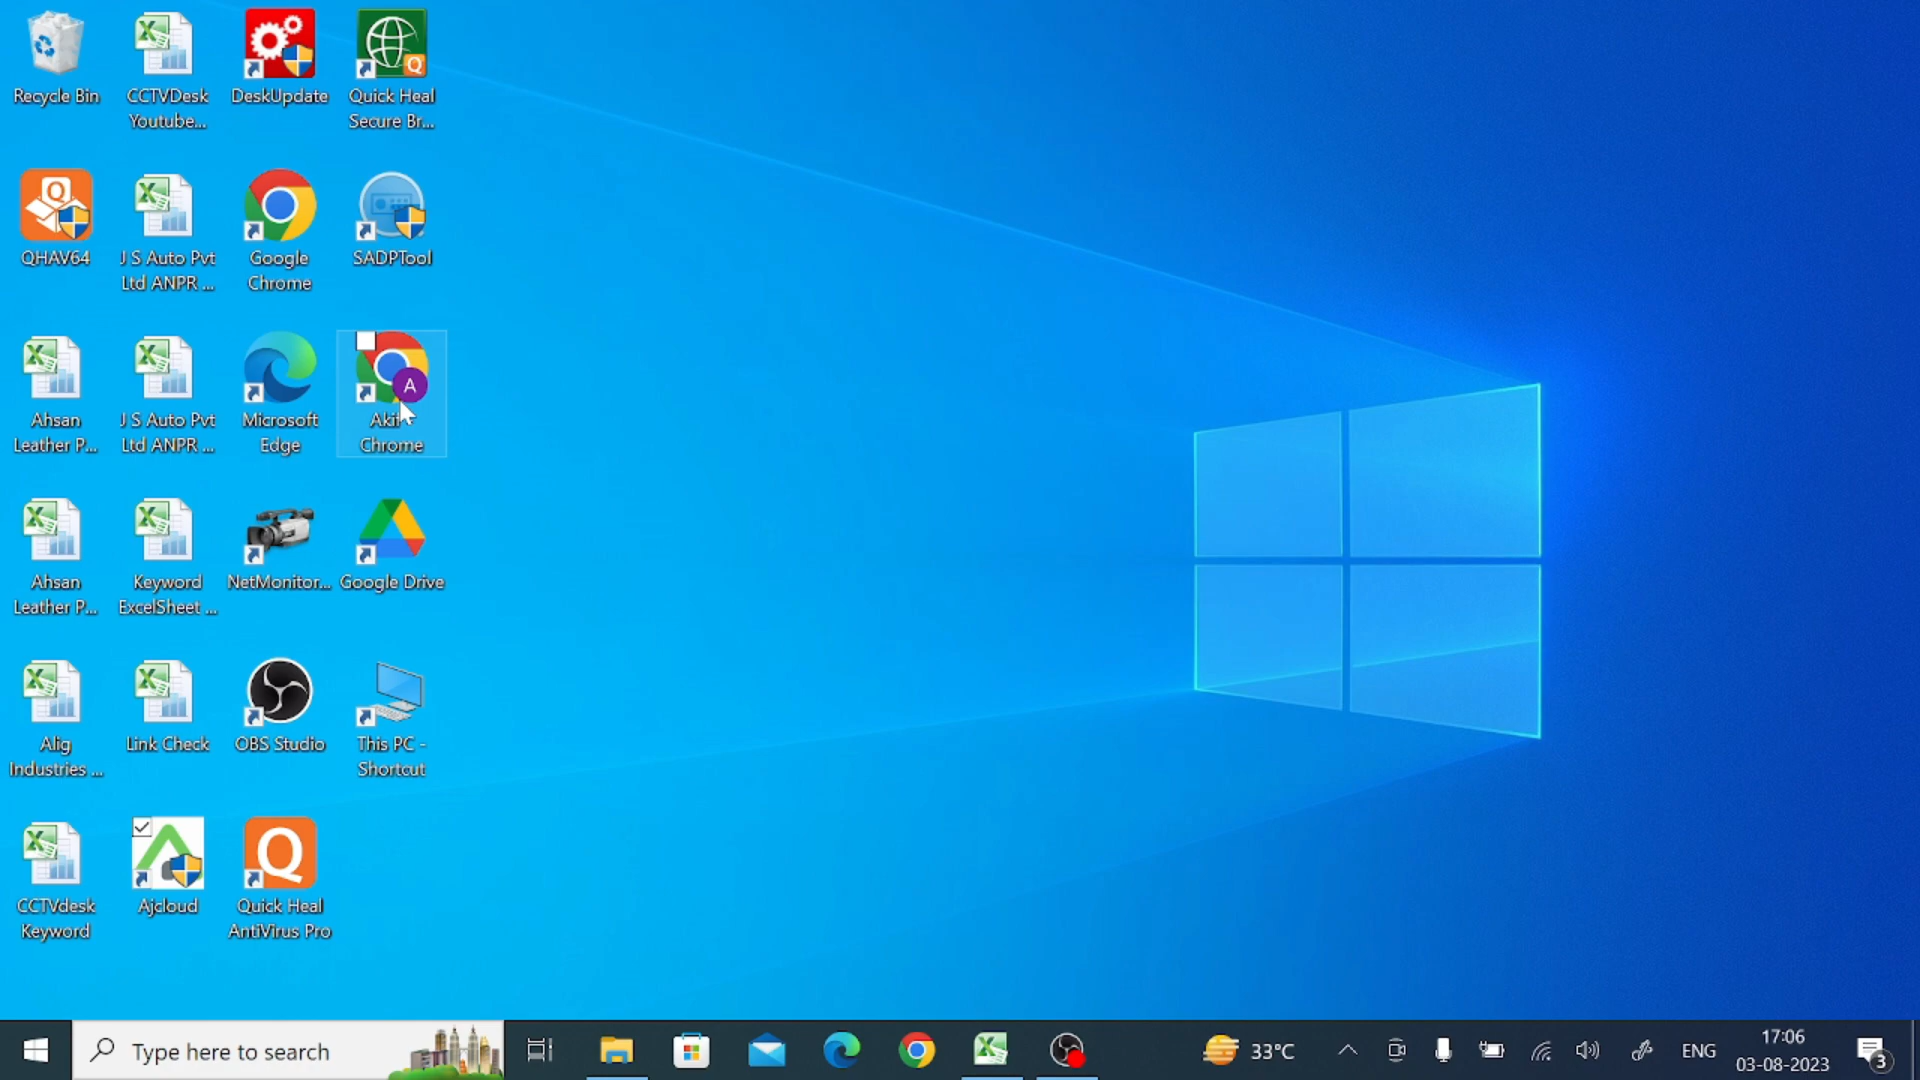 Recycle Bin
CCTVDesk
Youtube...
DeskUpdate
Quick Heal
Secure Br...
QHAV64
J S Auto Pvt
Ltd ANPR ...
Google
Chrome
SADPTool
Ahsan
Leather P...
J S Auto Pvt
Ltd ANPR ...
Microsoft
Edge
A
Chrome
Ahsan
Leather P...
Keyword
ExcelSheet ...
NetMonitor...
Google Drive
Alig
Industries ...
Link Check
OBS Studio
This PC -
Shortcut
CCTVdesk
Keyword
Ajcloud
Quick Heal
AntiVirus Pro
Type here to search
33°C
ENG
17:06
03-08-2023
3